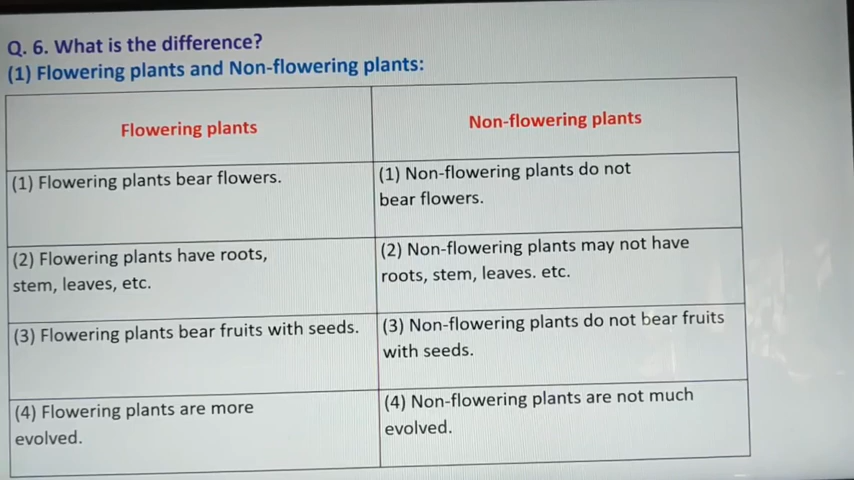 Q. 6. What is the difference?
(1) Flowering plants and Non-flowering plants:
Flowering plants
Non-flowering plants
(1) Flowering plants bear flowers.
(1) Non-flowering plants do not
bear flowers.
(2) Flowering plants have roots,
stem, leaves, etc.
(2) Non-flowering plants may not have
roots, stem, leaves. etc.
(3) Flowering plants bear fruits with seeds.
(3) Non-flowering plants do not bear fruits
with seeds.
(4) Flowering plants are more
evolved.
(4) Non-flowering plants are not much
evolved.